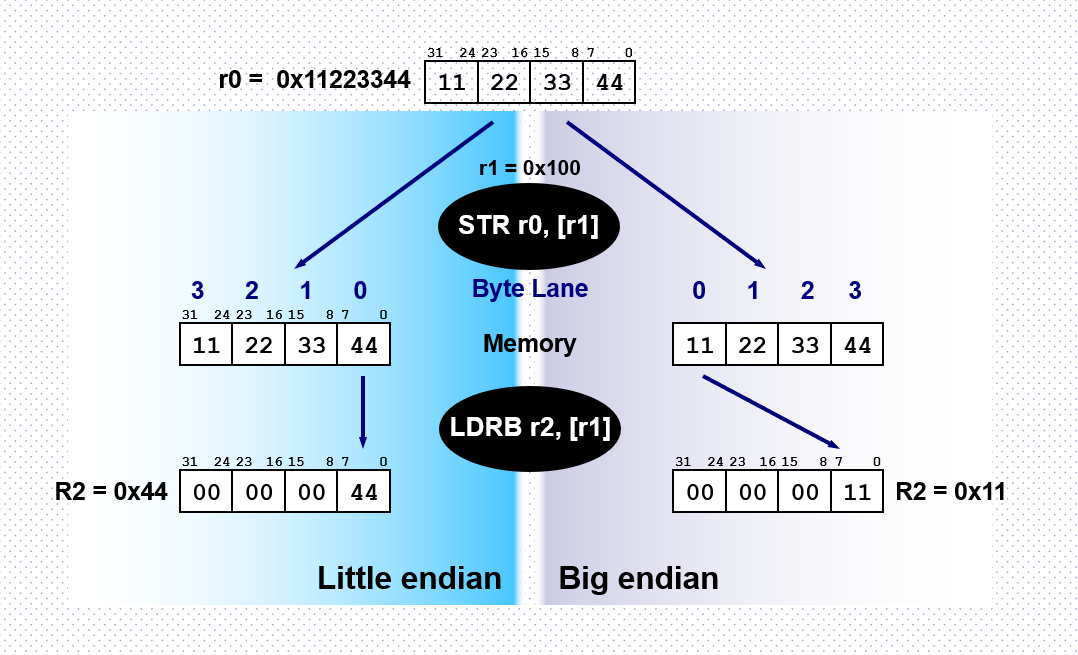 31 24 23 16 15 8 7 0
r0 = 0x11223344 11 22 33 44
r1 = 0x100
STR r0, [r1]
3 2 1 0 Byte Lane 0 1 2 3
31 24 23 16 15 8 7 0
11 22 33 44 Memory 11 22 33 44
LDRB r2, [r1]
31 24 23 16 15 8 7 0 31 24 23 16 15 8 7 0
R2 = 0x44 00 00 00 44 00 00 00 11 R2 = 0x11
Little endian Big endian